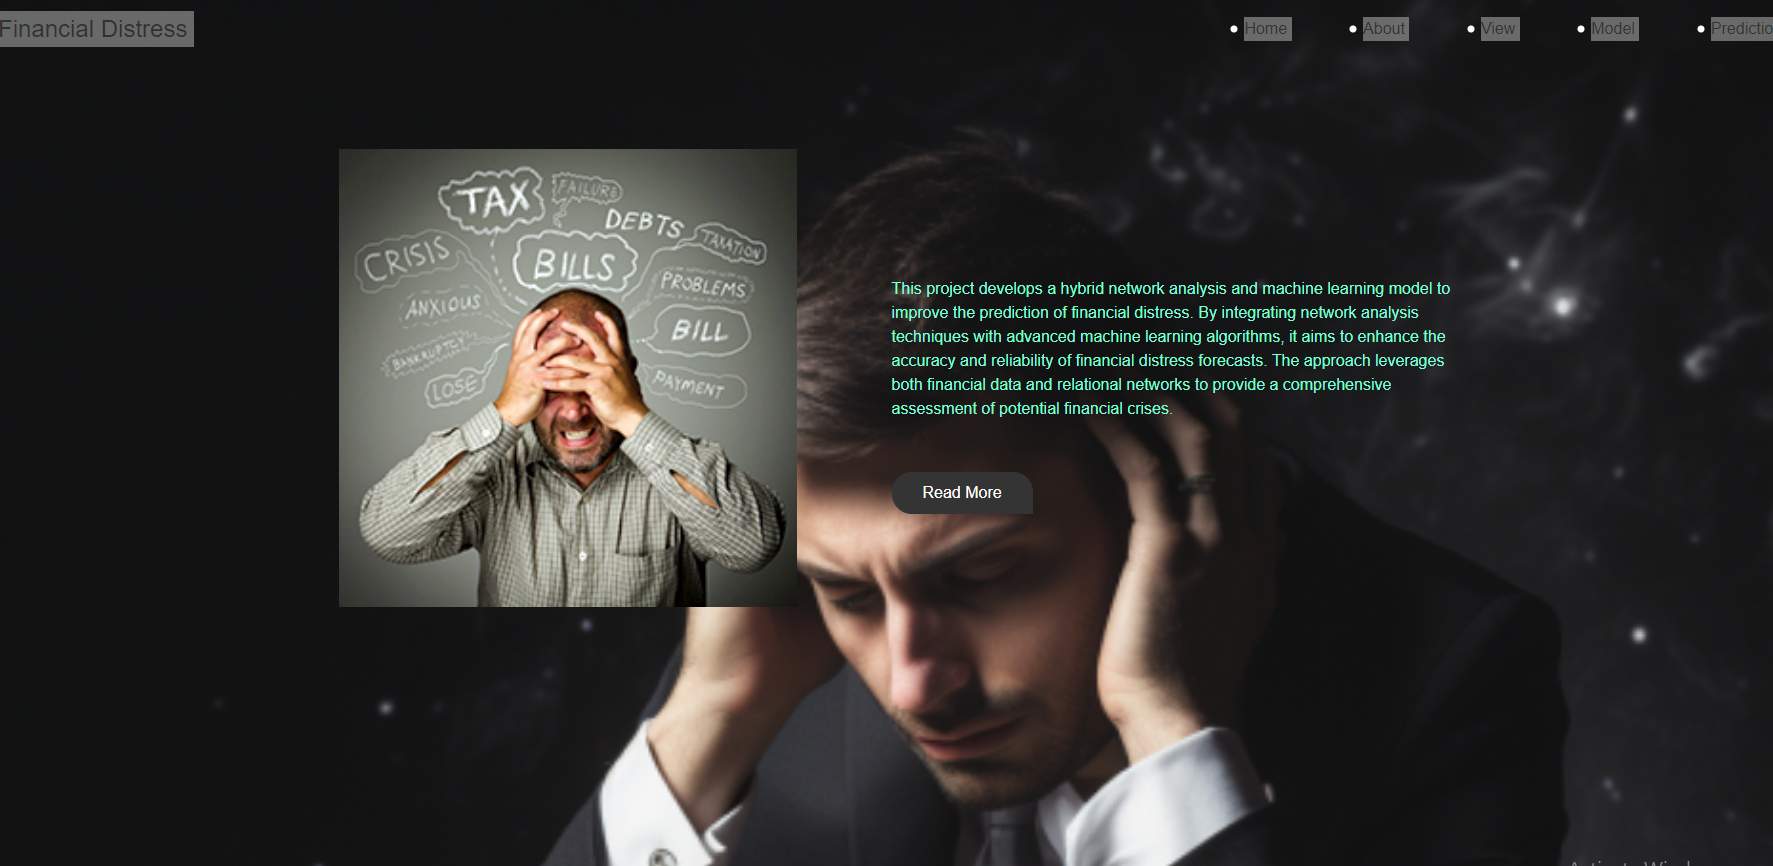 Financial Distress
Home
About
View
Model
Predictio
TAX
FAILURE
DEBTS
TAXATION
CRISIS
BILLS
PROBLEMS
ANXIOUS
BILL
BANKRUPTCY
LOSE
PAYMENT
This project develops a hybrid network analysis and machine learning model to
improve the prediction of financial distress. By integrating network analysis
techniques with advanced machine learning algorithms, it aims to enhance the
accuracy and reliability of financial distress forecasts. The approach leverages
both financial data and relational networks to provide a comprehensive
assessment of potential financial crises.
Read More